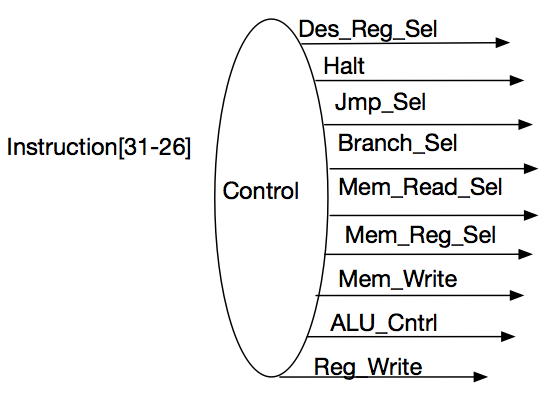 Des_Reg_Sel
Halt
Jmp_Sel
Instruction[31-26]
Branch_Sel
Control
Mem_Read_Sel
Mem_Reg_Sel
Mem_Write
ALU_Cntrl
Reg_Write